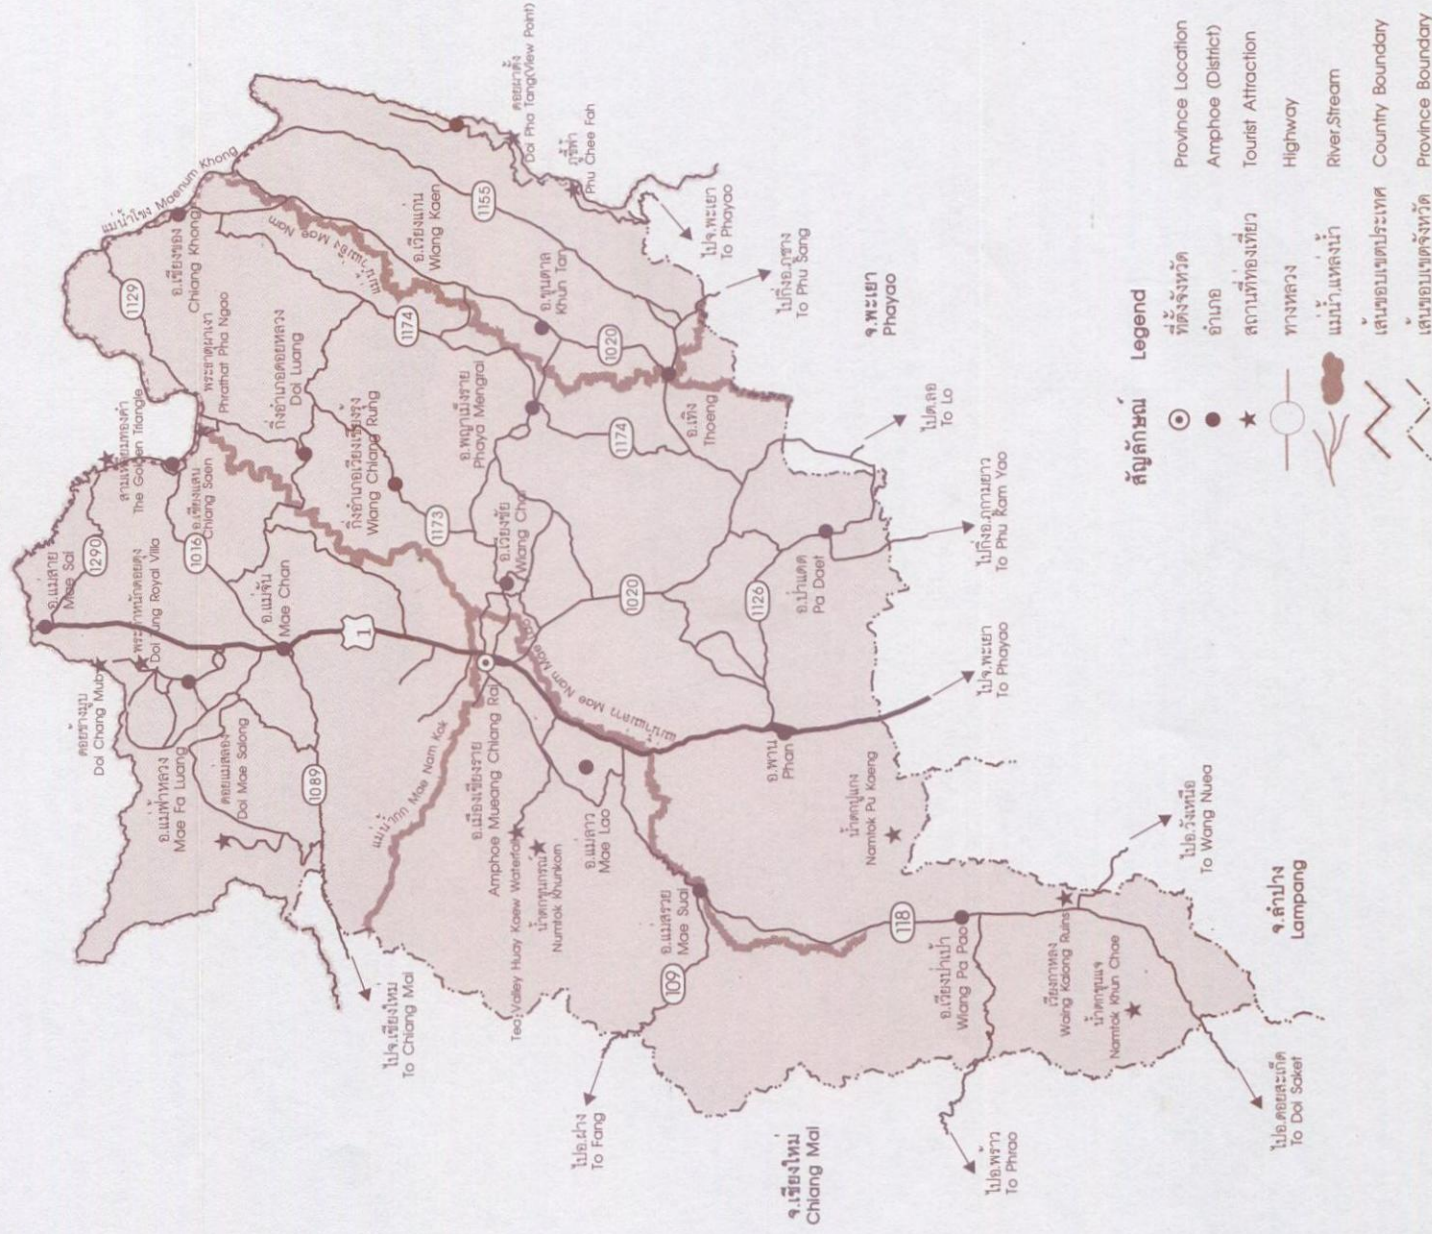 อ.แม่สาย
Mae Sai
1290
สามเหลี่ยมทองคำ
The Golden Triangle
พระตำหนักดอยตุง
Doi Tung Royal Villa
ดอยช้างมูบ
Doi Chang Mub
1016
อ.เชียงแสน
Chiang Saen
พระธาตุผาเงา
Phrathat Pha Ngao
1129
แม่น้ำโขง Maenum Khong
อ.เชียงของ
Chiang Khong
อ.แม่จัน
Mae Chan
กิ่งอำเภอดอยหลวง
Doi Luang
อ.แม่ฟ้าหลวง
Mae Fa Luang
ดอยแม่สลอง
Doi Mae Salong
1089
1
กิ่งอำเภอเวียงเชียงรุ้ง
Wiang Chiang Rung
1174
Mae Nam
อ.เวียงแก่น
Wiang Kaen
1155
ดอยผาตั้ง
Doi Pha Tang(View Point)
ภูชี้ฟ้า
Phu Chee Fah
แม่น้ำกก Mae Nam Kok
1173
อ.พญาเม็งราย
Phaya Mengrai
อ.ขุนตาล
Khun Tan
1020
อ.เวียงชัย
Wiang Chai
อ.เมืองเชียงราย
Amphoe Mueang Chiang Rai
แม่น้ำแม่ลาว Mae Nam Mae Lao
Tea Valley Huay Kaew Waterfall
น้ำตกขุนกรณ์
Numtok Khunkorn
อ.แม่ลาว
Mae Lao
1020
1174
อ.เทิง
Thoeng
ไปจ.พะเยา
To Phayao
ไปกิ่งอ.ภูซาง
To Phu Sang
ไปจ.เชียงใหม่
To Chiang Mai
อ.แม่สรวย
Mae Suai
109
1126
อ.ป่าแดด
Pa Daet
อ.พาน
Phan
จ.พะเยา
Phayao
ไปต.ลอ
To Lo
ไปกิ่งอ.ภูกามยาว
To Phu Kam Yao
ไปจ.พะเยา
To Phayao
น้ำตกปูแกง
Namtok Pu Kaeng
ไปอ.ฝาง
To Fang
118
อ.เวียงป่าเป้า
Wiang Pa Pao
จ.เชียงใหม่
Chiang Mai
ไปอ.พร้าว
To Phrao
เวียงกาหลง
Waing Kalong Ruins
น้ำตกขุนแจ
Namtok Khun Chae
ไปอ.วังเหนือ
To Wang Nuea
จ.ลำปาง
Lampang
ไปอ.ดอยสะเก็ด
To Doi Saket
สัญลักษณ์ Legend
ที่ตั้งจังหวัด Province Location
อำเภอ Amphoe (District)
สถานที่ท่องเที่ยว Tourist Attraction
ทางหลวง Highway
แม่น้ำ,แหล่งน้ำ River,Stream
เส้นขอบเขตประเทศ Country Boundary
เส้นขอบเขตจังหวัด Province Boundary